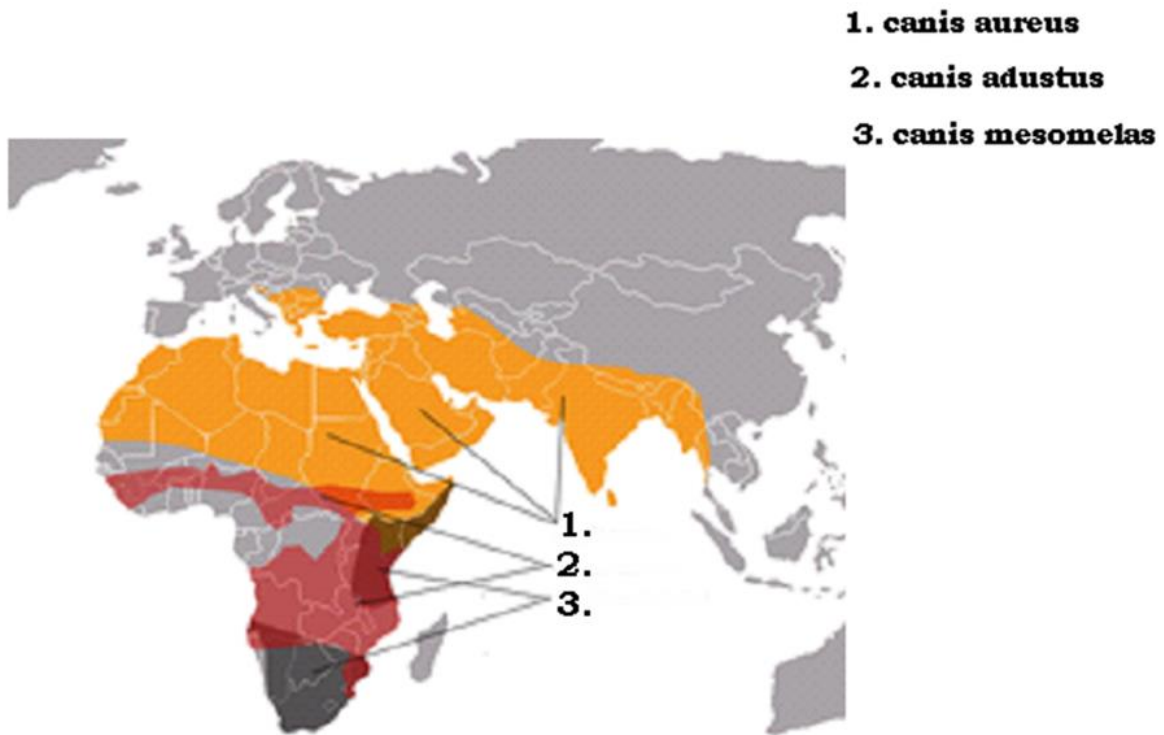 1. canis aureus
2. canis adustus
3. canis mesomelas
1.
2.
3.